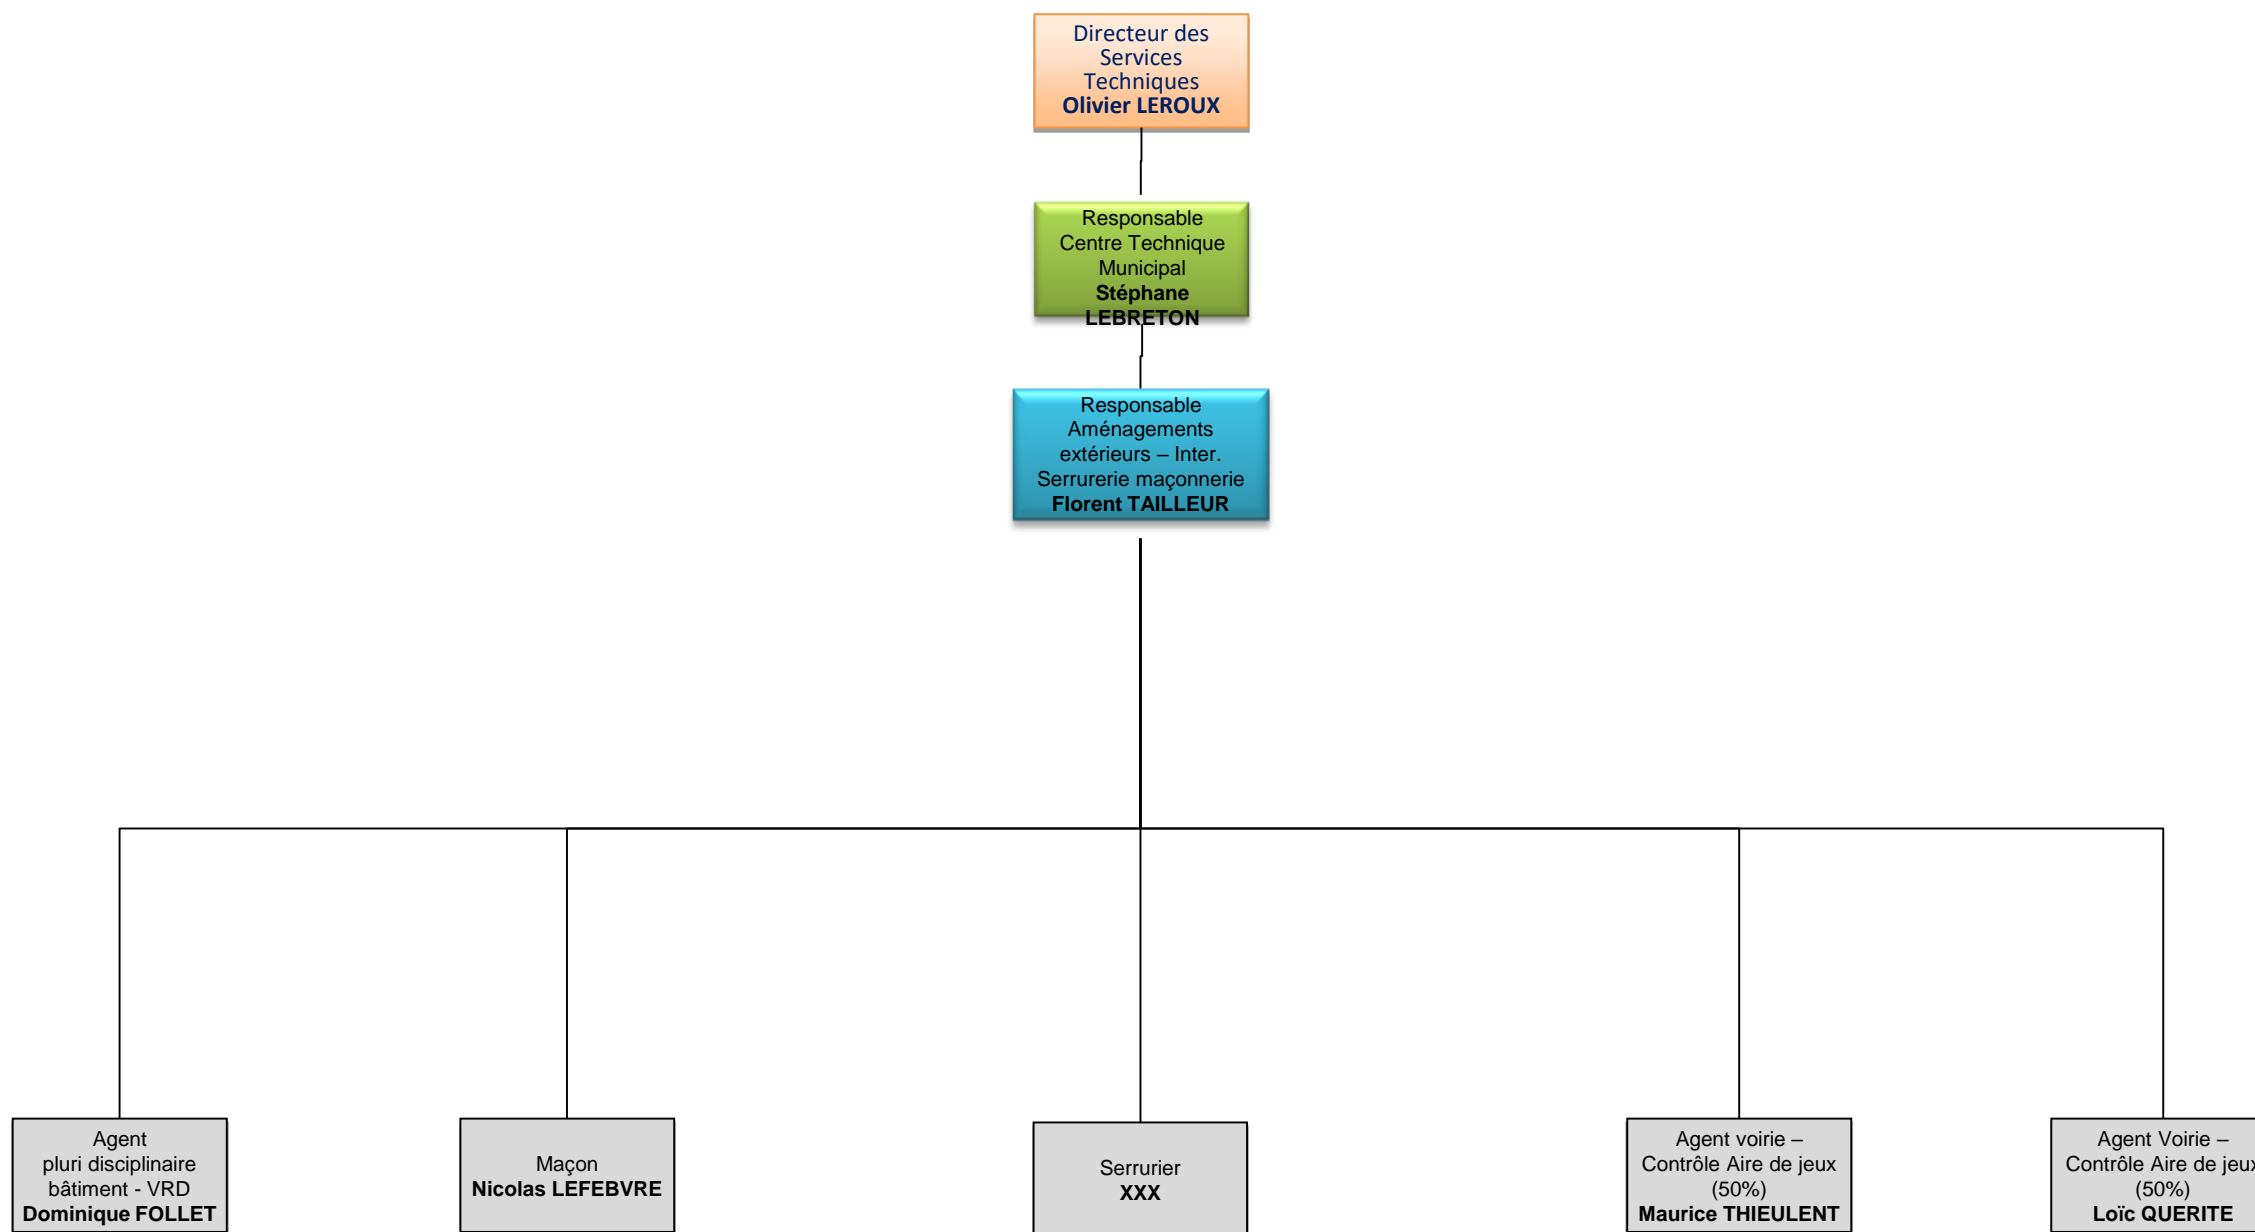 Directeur des
Services
Techniques
Olivier LEROUX
Responsable
Centre Technique
Municipal
Stéphane
LEBRETON
Responsable
Aménagements
extérieurs – Inter.
Serrurerie maçonnerie
Florent TAILLEUR
Agent
pluri disciplinaire
bâtiment - VRD
Dominique FOLLET
Maçon
Nicolas LEFEBVRE
Serrurier
XXX
Agent voirie –
Contrôle Aire de jeux
(50%)
Maurice THIEULENT
Agent Voirie –
Contrôle Aire de jeux
(50%)
Loïc QUERITE